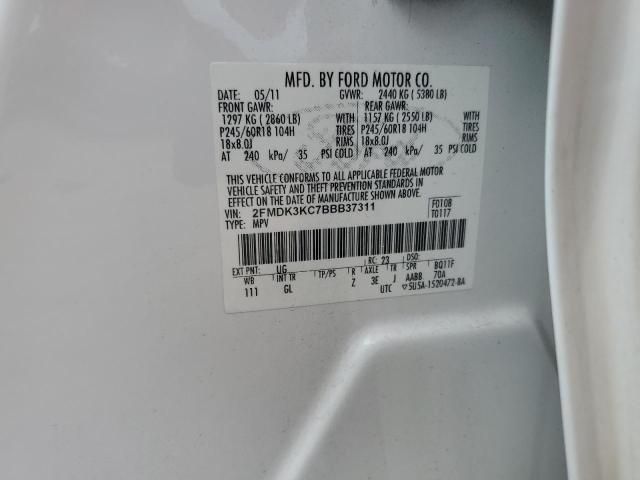 MFD. BY FORD MOTOR CO.
DATE: 05/11 GVWR: 2440 KG ( 5380 LB)
FRONT GAWR: REAR GAWR:
1297 KG ( 2860 LB) WITH 1157 KG ( 2550 LB) WITH
P245/60R18 104H TIRES P245/60R18 104H TIRES
18x8.0J RIMS 18x8.0J RIMS
AT 240 kPa/ 35 PSI COLD AT 240 kPa/ 35 PSI COLD
THIS VEHICLE CONFORMS TO ALL APPLICABLE FEDERAL MOTOR
VEHICLE SAFETY AND THEFT PREVENTION STANDARDS IN
EFFECT ON THE DATE OF MANUFACTURE SHOWN ABOVE.
VIN: 2FMDK3KC7BBB37311 F0108
TYPE: MPV T0117
EXT PNT: UG RC: 23 DSO:
WB INT TR TP/PS R AXLE TR SPR BQ11F
111 GL Z 3E J AABB 70A
UTC ▽5U5A-1520472-BA